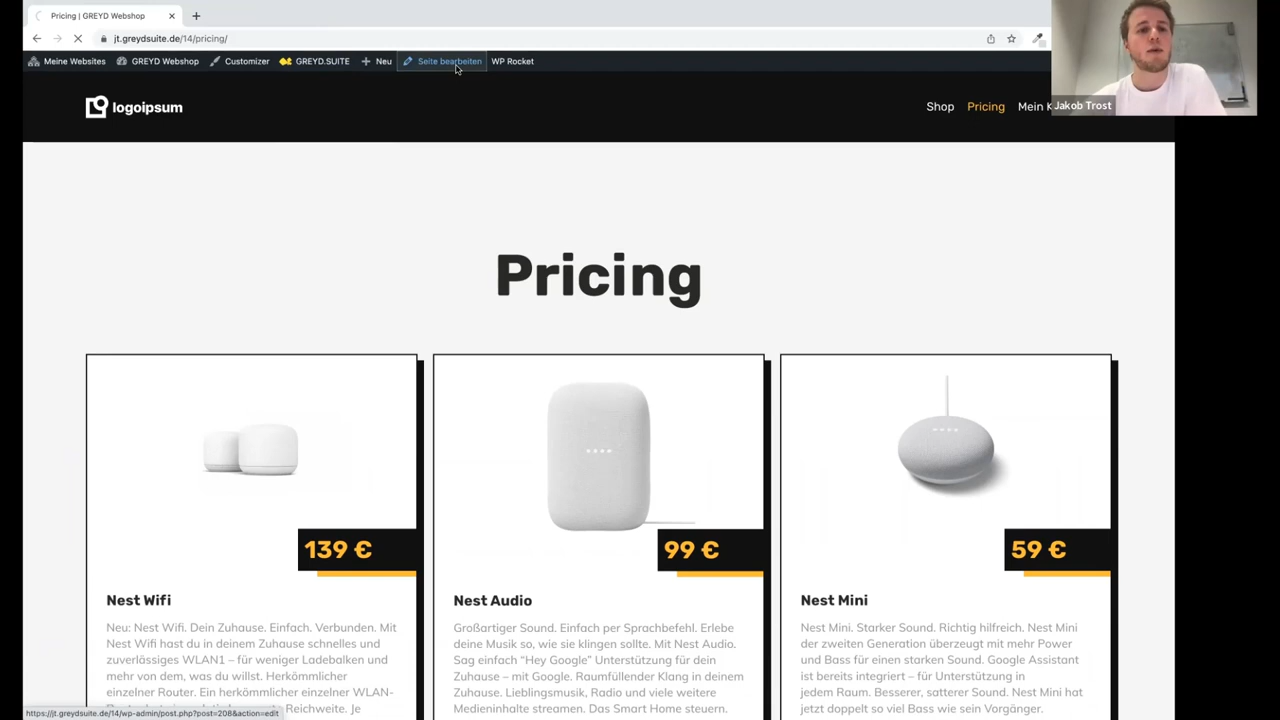 Pricing | GREYD Webshop
jt.greydsuite.de/14/pricing/
Meine Websites GREYD Webshop Customizer GREYD.SUITE Neu Seite bearbeiten WP Rocket
logoipsum
Shop Pricing Mein
Jakob Trost
Pricing
139 €
99 €
59 €
Nest Wifi
Neu: Nest Wifi. Dein Zuhause. Einfach. Verbunden. Mit
Nest Wifi hast du in deinem Zuhause schnelles und
zuverlässiges WLAN1 – für weniger Ladebalken und
mehr von dem, was du willst. Herkömmlicher
einzelner Router. Ein herkömmlicher einzelner WLAN-
Reichweite. Je
Nest Audio
Großartiger Sound. Einfach per Sprachbefehl. Erlebe
deine Musik so, wie sie klingen sollte. Mit Nest Audio.
Sag einfach “Hey Google” Unterstützung für dein
Zuhause – mit Google. Raumfüllender Klang in deinem
Zuhause. Lieblingsmusik, Radio und viele weitere
Medieninhalte streamen. Das Smart Home steuern.
Nest Mini
Nest Mini. Starker Sound. Richtig hilfreich. Nest Mini
der zweiten Generation überzeugt mit mehr Power
und Bass für einen starken Sound. Google Assistant
ist bereits integriert – für Unterstützung in
jedem Raum. Besserer, satterer Sound. Nest Mini hat
jetzt doppelt so viel Bass wie sein Vorgänger.
https://jt.greydsuite.de/14/wp-admin/post.php?post=208&action=edit